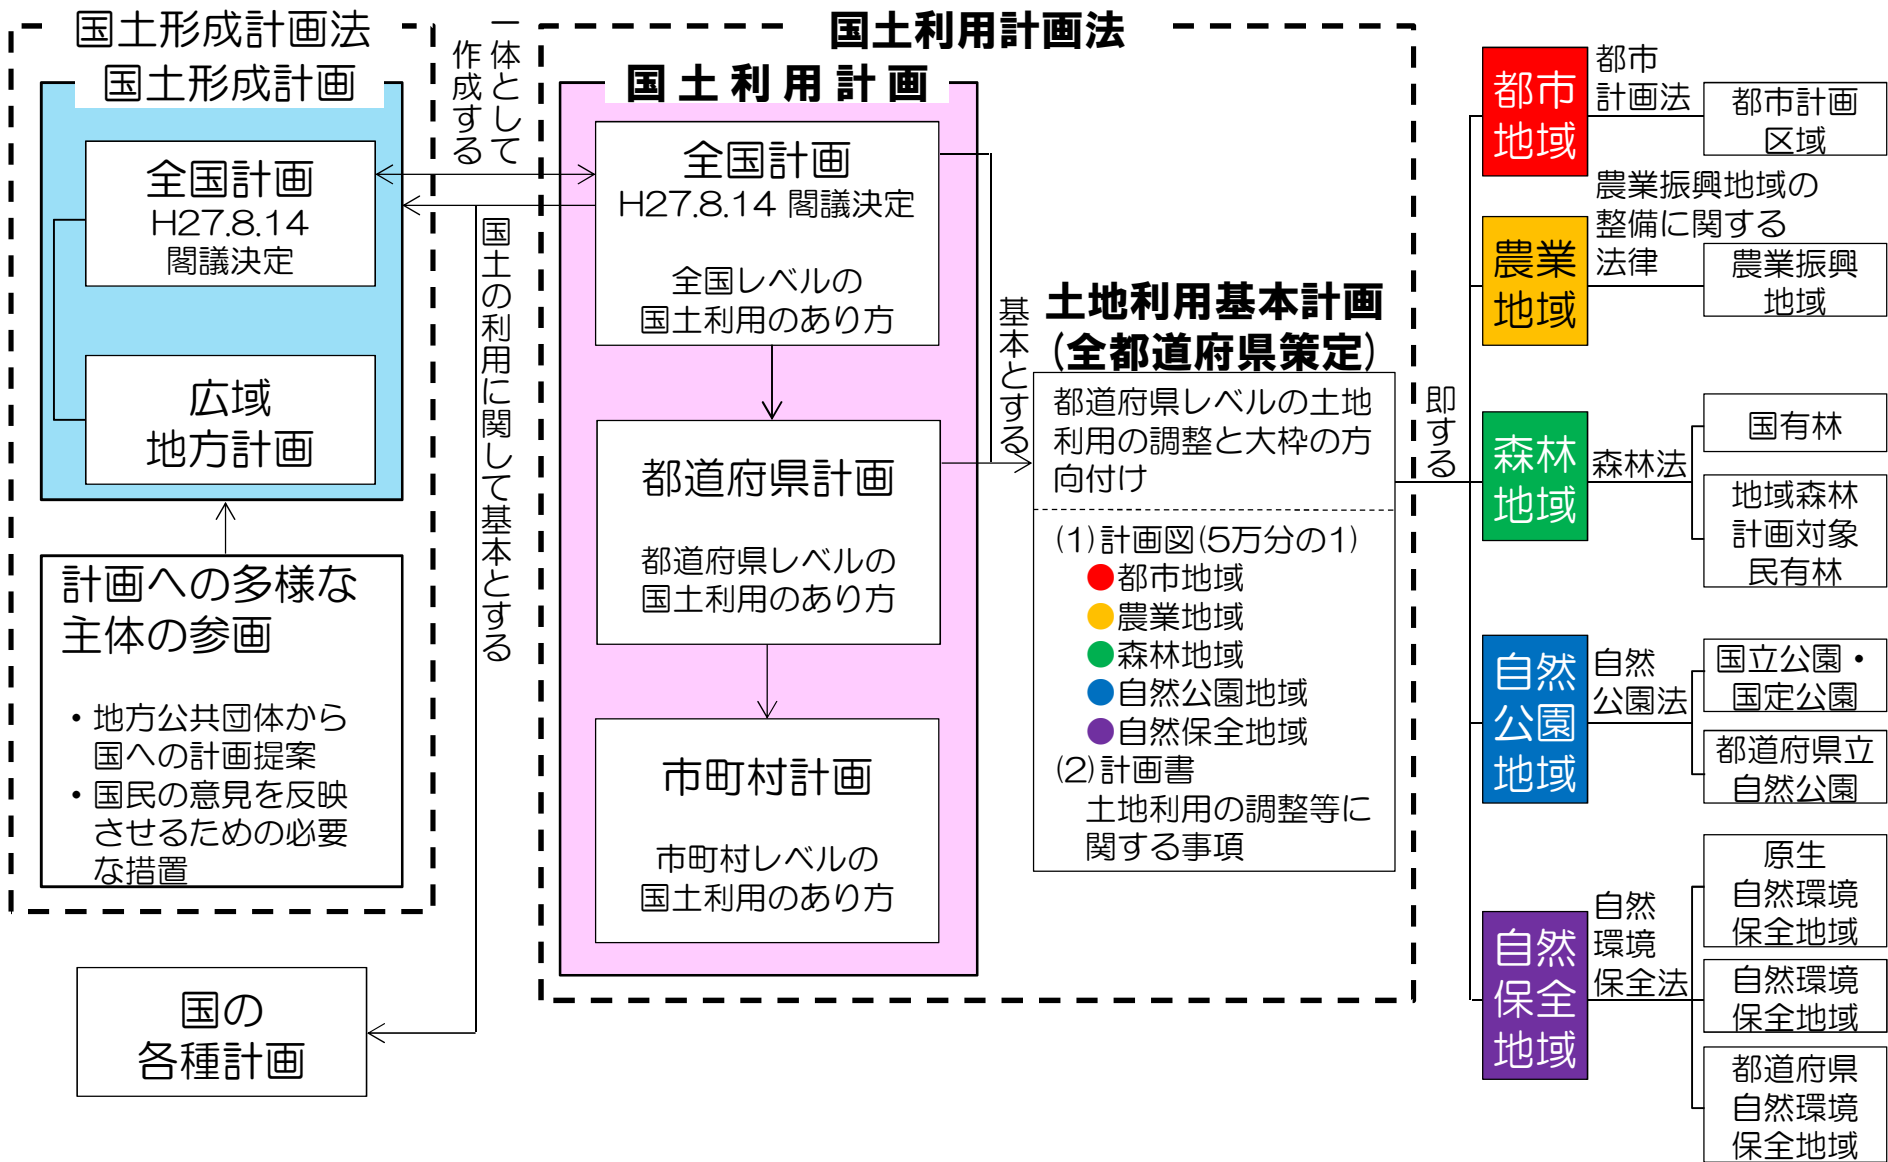 国土形成計画法
国土形成計画
全国計画
H27.8.14
閣議決定
広域
地方計画
計画への多様な
主体の参画
・地方公共団体から
国への計画提案
・国民の意見を反映
させるための必要
な措置
国の
各種計画
一体として
作成する
国土の利用に関して基本とする
国土利用計画法
国土利用計画
全国計画
H27.8.14 閣議決定
全国レベルの
国土利用のあり方
都道府県計画
都道府県レベルの
国土利用のあり方
市町村計画
市町村レベルの
国土利用のあり方
基本とする
土地利用基本計画
(全都道府県策定)
都道府県レベルの土地
利用の調整と大枠の方
向付け
(1)計画図(5万分の1)
●都市地域
●農業地域
●森林地域
●自然公園地域
●自然保全地域
(2)計画書
土地利用の調整等に
関する事項
即する
都市
地域
都市
計画法
都市計画
区域
農業
地域
農業振興地域の
整備に関する
法律
農業振興
地域
森林
地域
森林法
国有林
地域森林
計画対象
民有林
自然
公園
地域
自然
公園法
国立公園・
国定公園
都道府県立
自然公園
自然
保全
地域
自然
環境
保全法
原生
自然環境
保全地域
自然環境
保全地域
都道府県
自然環境
保全地域